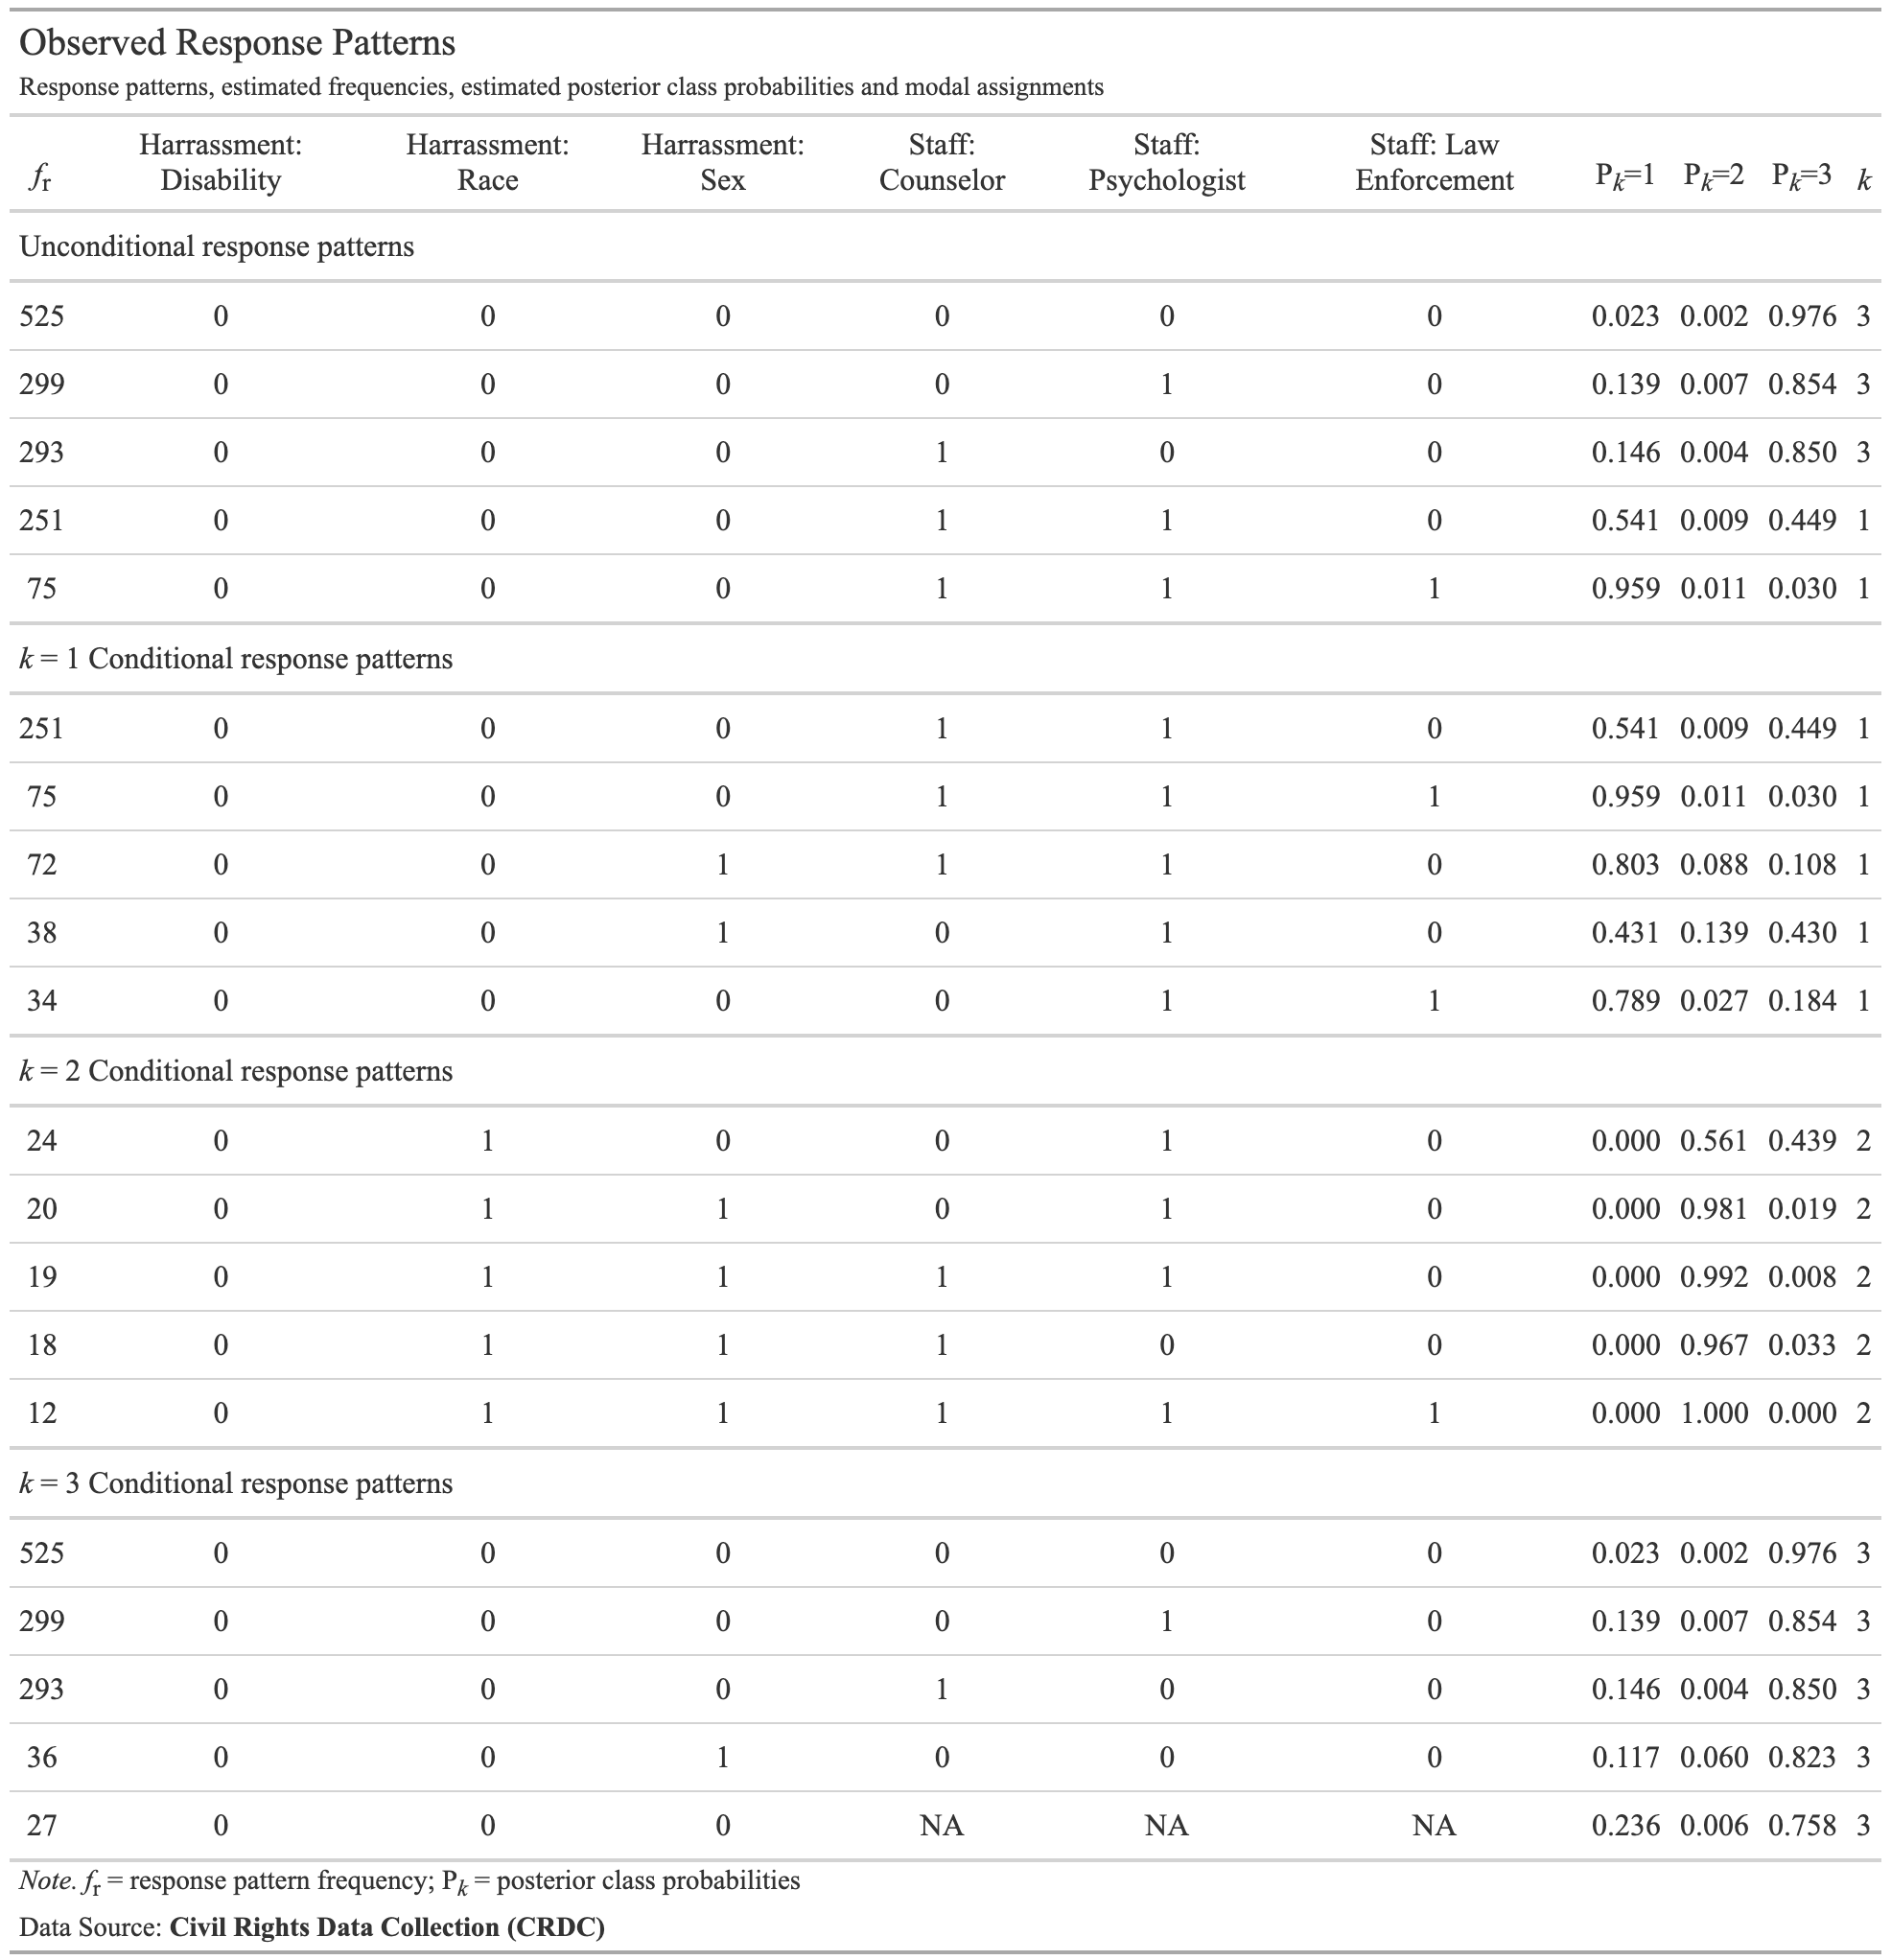 Observed Response Patterns
Response patterns, estimated frequencies, estimated posterior class probabilities and modal assignments
fr Harrassment: Disability Harrassment: Race Harrassment: Sex Staff: Counselor Staff: Psychologist Staff: Law Enforcement Pk=1 Pk=2 Pk=3 k
Unconditional response patterns
525 0 0 0 0 0 0 0.023 0.002 0.976 3
299 0 0 0 0 1 0 0.139 0.007 0.854 3
293 0 0 0 1 0 0 0.146 0.004 0.850 3
251 0 0 0 1 1 0 0.541 0.009 0.449 1
75 0 0 0 1 1 1 0.959 0.011 0.030 1
k = 1 Conditional response patterns
251 0 0 0 1 1 0 0.541 0.009 0.449 1
75 0 0 0 1 1 1 0.959 0.011 0.030 1
72 0 0 1 1 1 0 0.803 0.088 0.108 1
38 0 0 1 0 1 0 0.431 0.139 0.430 1
34 0 0 0 0 1 1 0.789 0.027 0.184 1
k = 2 Conditional response patterns
24 0 1 0 0 1 0 0.000 0.561 0.439 2
20 0 1 1 0 1 0 0.000 0.981 0.019 2
19 0 1 1 1 1 0 0.000 0.992 0.008 2
18 0 1 1 1 0 0 0.000 0.967 0.033 2
12 0 1 1 1 1 1 0.000 1.000 0.000 2
k = 3 Conditional response patterns
525 0 0 0 0 0 0 0.023 0.002 0.976 3
299 0 0 0 0 1 0 0.139 0.007 0.854 3
293 0 0 0 1 0 0 0.146 0.004 0.850 3
36 0 0 1 0 0 0 0.117 0.060 0.823 3
27 0 0 0 NA NA NA 0.236 0.006 0.758 3
Note. fr = response pattern frequency; Pk = posterior class probabilities
Data Source: Civil Rights Data Collection (CRDC)